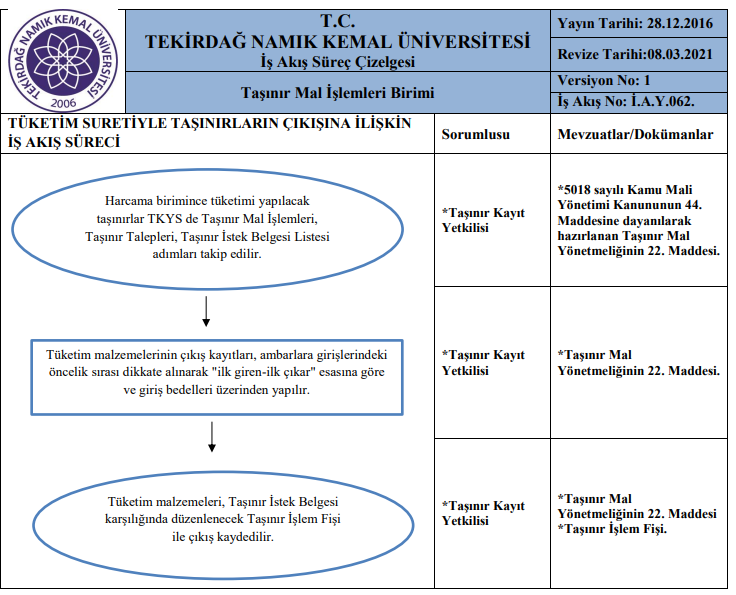 TEKİRDAĞ NAMIK KEMAL ÜNİVERSİTESİ
2006
T.C.
TEKİRDAĞ NAMIK KEMAL ÜNİVERSİTESİ
İş Akış Süreç Çizelgesi
Taşınır Mal İşlemleri Birimi
Yayın Tarihi: 28.12.2016
Revize Tarihi:08.03.2021
Versiyon No: 1
İş Akış No: İ.A.Y.062.
TÜKETİM SURETİYLE TAŞINIRLARIN ÇIKIŞINA İLİŞKİN
İŞ AKIŞ SÜRECİ
Sorumlusu
Mevzuatlar/Dokümanlar
Harcama birimince tüketimi yapılacak
taşınırlar TKYS de Taşınır Mal İşlemleri,
Taşınır Talepleri, Taşınır İstek Belgesi Listesi
adımları takip edilir.
*Taşınır Kayıt
Yetkilisi
*5018 sayılı Kamu Mali
Yönetimi Kanununun 44.
Maddesine dayanılarak
hazırlanan Taşınır Mal
Yönetmeliğinin 22. Maddesi.
Tüketim malzemelerinin çıkış kayıtları, ambarlara girişlerindeki
öncelik sırası dikkate alınarak "ilk giren-ilk çıkar" esasına göre
ve giriş bedelleri üzerinden yapılır.
*Taşınır Kayıt
Yetkilisi
*Taşınır Mal
Yönetmeliğinin 22. Maddesi.
Tüketim malzemeleri, Taşınır İstek Belgesi
karşılığında düzenlenecek Taşınır İşlem Fişi
ile çıkış kaydedilir.
*Taşınır Kayıt
Yetkilisi
*Taşınır Mal
Yönetmeliğinin 22. Maddesi
*Taşınır İşlem Fişi.